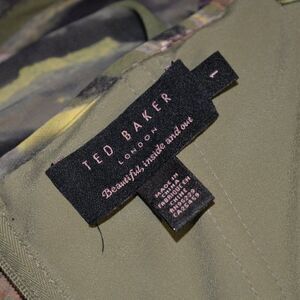 TED BAKER
LONDON
Beautiful, inside and out
1
MADE IN
CHINA
FABRIQUÉ EN
CHINE